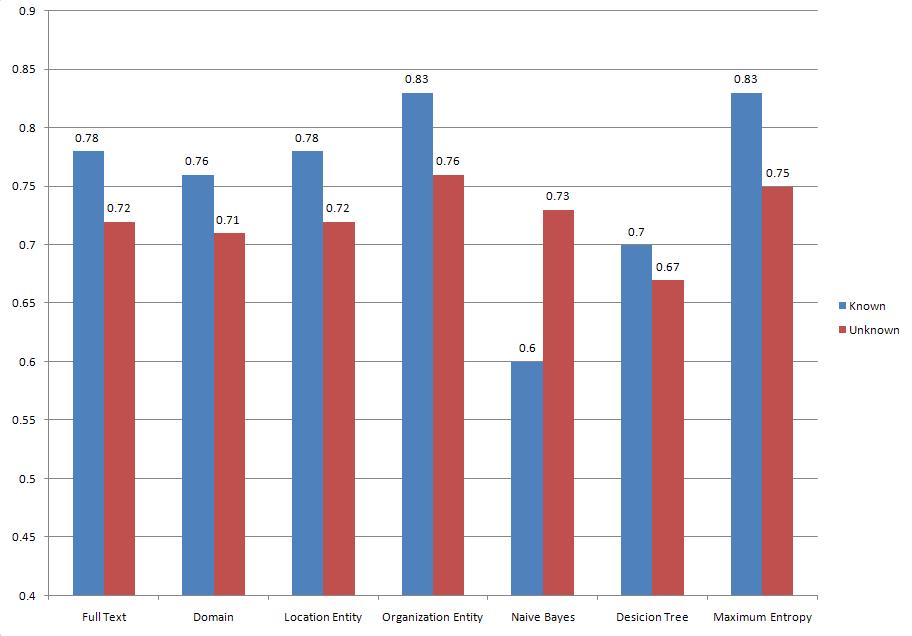 0.9
0.85
0.8
0.75
0.7
0.65
0.6
0.55
0.5
0.45
0.4
0.78
0.72
0.76
0.71
0.78
0.72
0.83
0.76
0.6
0.73
0.7
0.67
0.83
0.75
Full Text
Domain
Location Entity
Organization Entity
Naive Bayes
Desicion Tree
Maximum Entropy
Known
Unknown